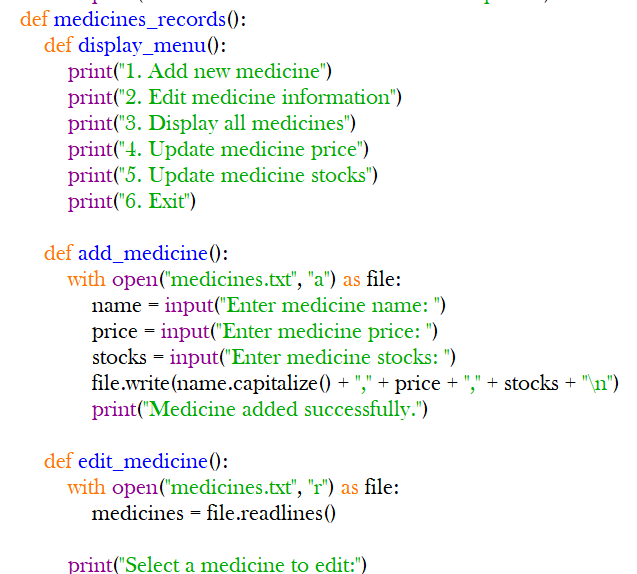 def medicines_records():
def display_menu():
print("1. Add new medicine")
print("2. Edit medicine information")
print("3. Display all medicines")
print("4. Update medicine price")
print("5. Update medicine stocks")
print("6. Exit")
def add_medicine():
with open("medicines.txt", "a") as file:
name = input("Enter medicine name: ")
price = input("Enter medicine price: ")
stocks = input("Enter medicine stocks: ")
file.write(name.capitalize() + "," + price + "," + stocks + "\n")
print("Medicine added successfully.")
def edit_medicine():
with open("medicines.txt", "r") as file:
medicines = file.readlines()
print("Select a medicine to edit:")